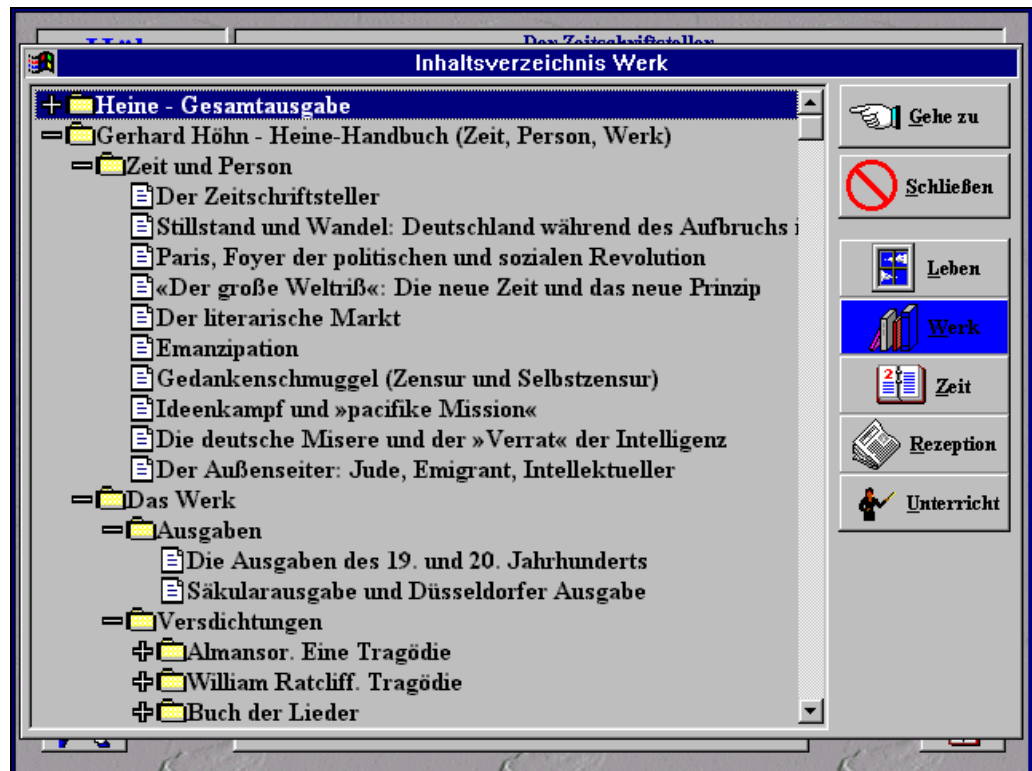 Der Zeitschriftsteller
Inhaltsverzeichnis Werk
Heine - Gesamtausgabe
Gerhard Höhn - Heine-Handbuch (Zeit, Person, Werk)
Zeit und Person
Der Zeitschriftsteller
Stillstand und Wandel: Deutschland während des Aufbruchs i
Paris, Foyer der politischen und sozialen Revolution
«Der große Weltriß«: Die neue Zeit und das neue Prinzip
Der literarische Markt
Emanzipation
Gedankenschmuggel (Zensur und Selbstzensur)
Ideenkampf und »pacifike Mission«
Die deutsche Misere und der »Verrat« der Intelligenz
Der Außenseiter: Jude, Emigrant, Intellektueller
Das Werk
Ausgaben
Die Ausgaben des 19. und 20. Jahrhunderts
Säkularausgabe und Düsseldorfer Ausgabe
Versdichtungen
Almansor. Eine Tragödie
William Ratcliff. Tragödie
Buch der Lieder
Gehe zu
Schließen
Leben
Werk
Zeit
Rezeption
Unterricht